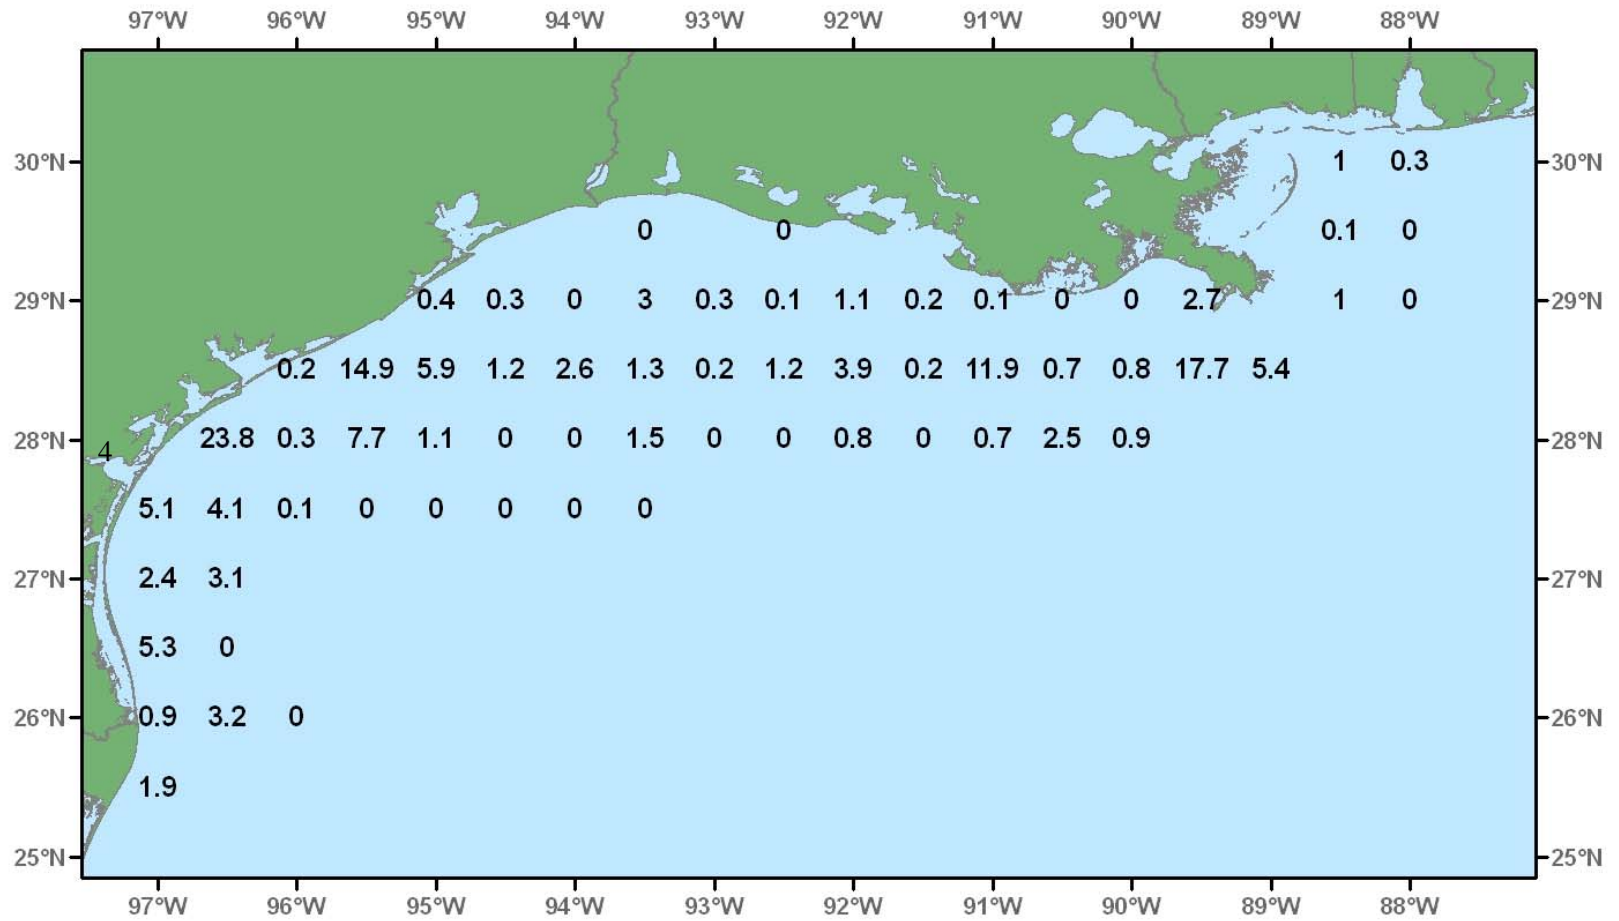 97°W 96°W 95°W 94°W 93°W 92°W 91°W 90°W 89°W 88°W
30°N 1 0.3 30°N
0 0 0.1 0
29°N 0.4 0.3 0 3 0.3 0.1 1.1 0.2 0.1 0 0 2.7 1 0 29°N
0.2 14.9 5.9 1.2 2.6 1.3 0.2 1.2 3.9 0.2 11.9 0.7 0.8 17.7 5.4
28°N 23.8 0.3 7.7 1.1 0 0 1.5 0 0 0.8 0 0.7 2.5 0.9 28°N
4
5.1 4.1 0.1 0 0 0 0 0
27°N 2.4 3.1 27°N
5.3 0
26°N 0.9 3.2 0 26°N
1.9
25°N 25°N
97°W 96°W 95°W 94°W 93°W 92°W 91°W 90°W 89°W 88°W